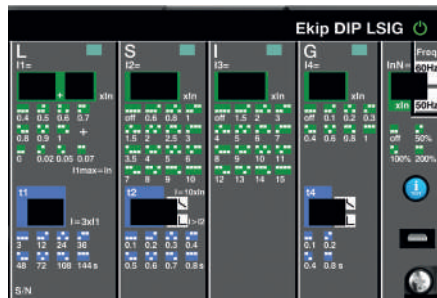 Ekip DIP LSIG
L
I1=
+
xIn
0.4 0.5 0.6 0.7
0.8 0.9 1 +
0 0.02 0.05 0.07
I1max=In
t1
I=3xI1
3 12 24 36
48 72 108 144s
S/N
S
I2=
xIn
off 0.6 0.8 1
1.5 2 2.5 3
3.5 4 5 6
7 8 9 10
t2
I=10xIn
I>I2
0.1 0.2 0.3 0.4
0.5 0.6 0.7 0.8s
I
I3=
xIn
off 1.5 2 3
4 5 6 7
8 9 10 11
12 13 14 15
G
I4=
xIn
off 0.1 0.2 0.3
0.4 0.6 0.8 1
t4
0.1 0.2
0.4 0.8s
InN=
xIn
off 50%
100% 200%
Freq
60Hz
50Hz
i